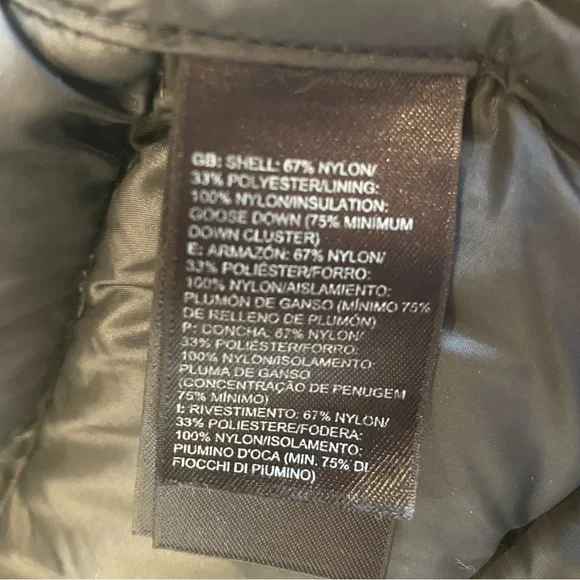 GB: SHELL: 67% NYLON/
33% POLYESTER/LINING:
100% NYLON/INSULATION:
GOOSE DOWN (75% MINIMUM
DOWN CLUSTER)
E: ARMAZÓN: 67% NYLON/
33% POLIÉSTER/FORRO:
100% NYLON/AISLAMIENTO:
PLUMÓN DE GANSO (MÍNIMO 75%
DE RELLENO DE PLUMÓN)
P: CONCHA: 67% NYLON/
33% POLIÉSTER/FORRO:
100% NYLON/ISOLAMENTO:
PLUMA DE GANSO
(CONCENTRAÇÃO DE PENUGEM
75% MÍNIMO)
I: RIVESTIMENTO: 67% NYLON/
33% POLIESTERE/FODERA:
100% NYLON/ISOLAMENTO:
PIUMINO D'OCA (MIN. 75% DI
FIOCCHI DI PIUMINO)